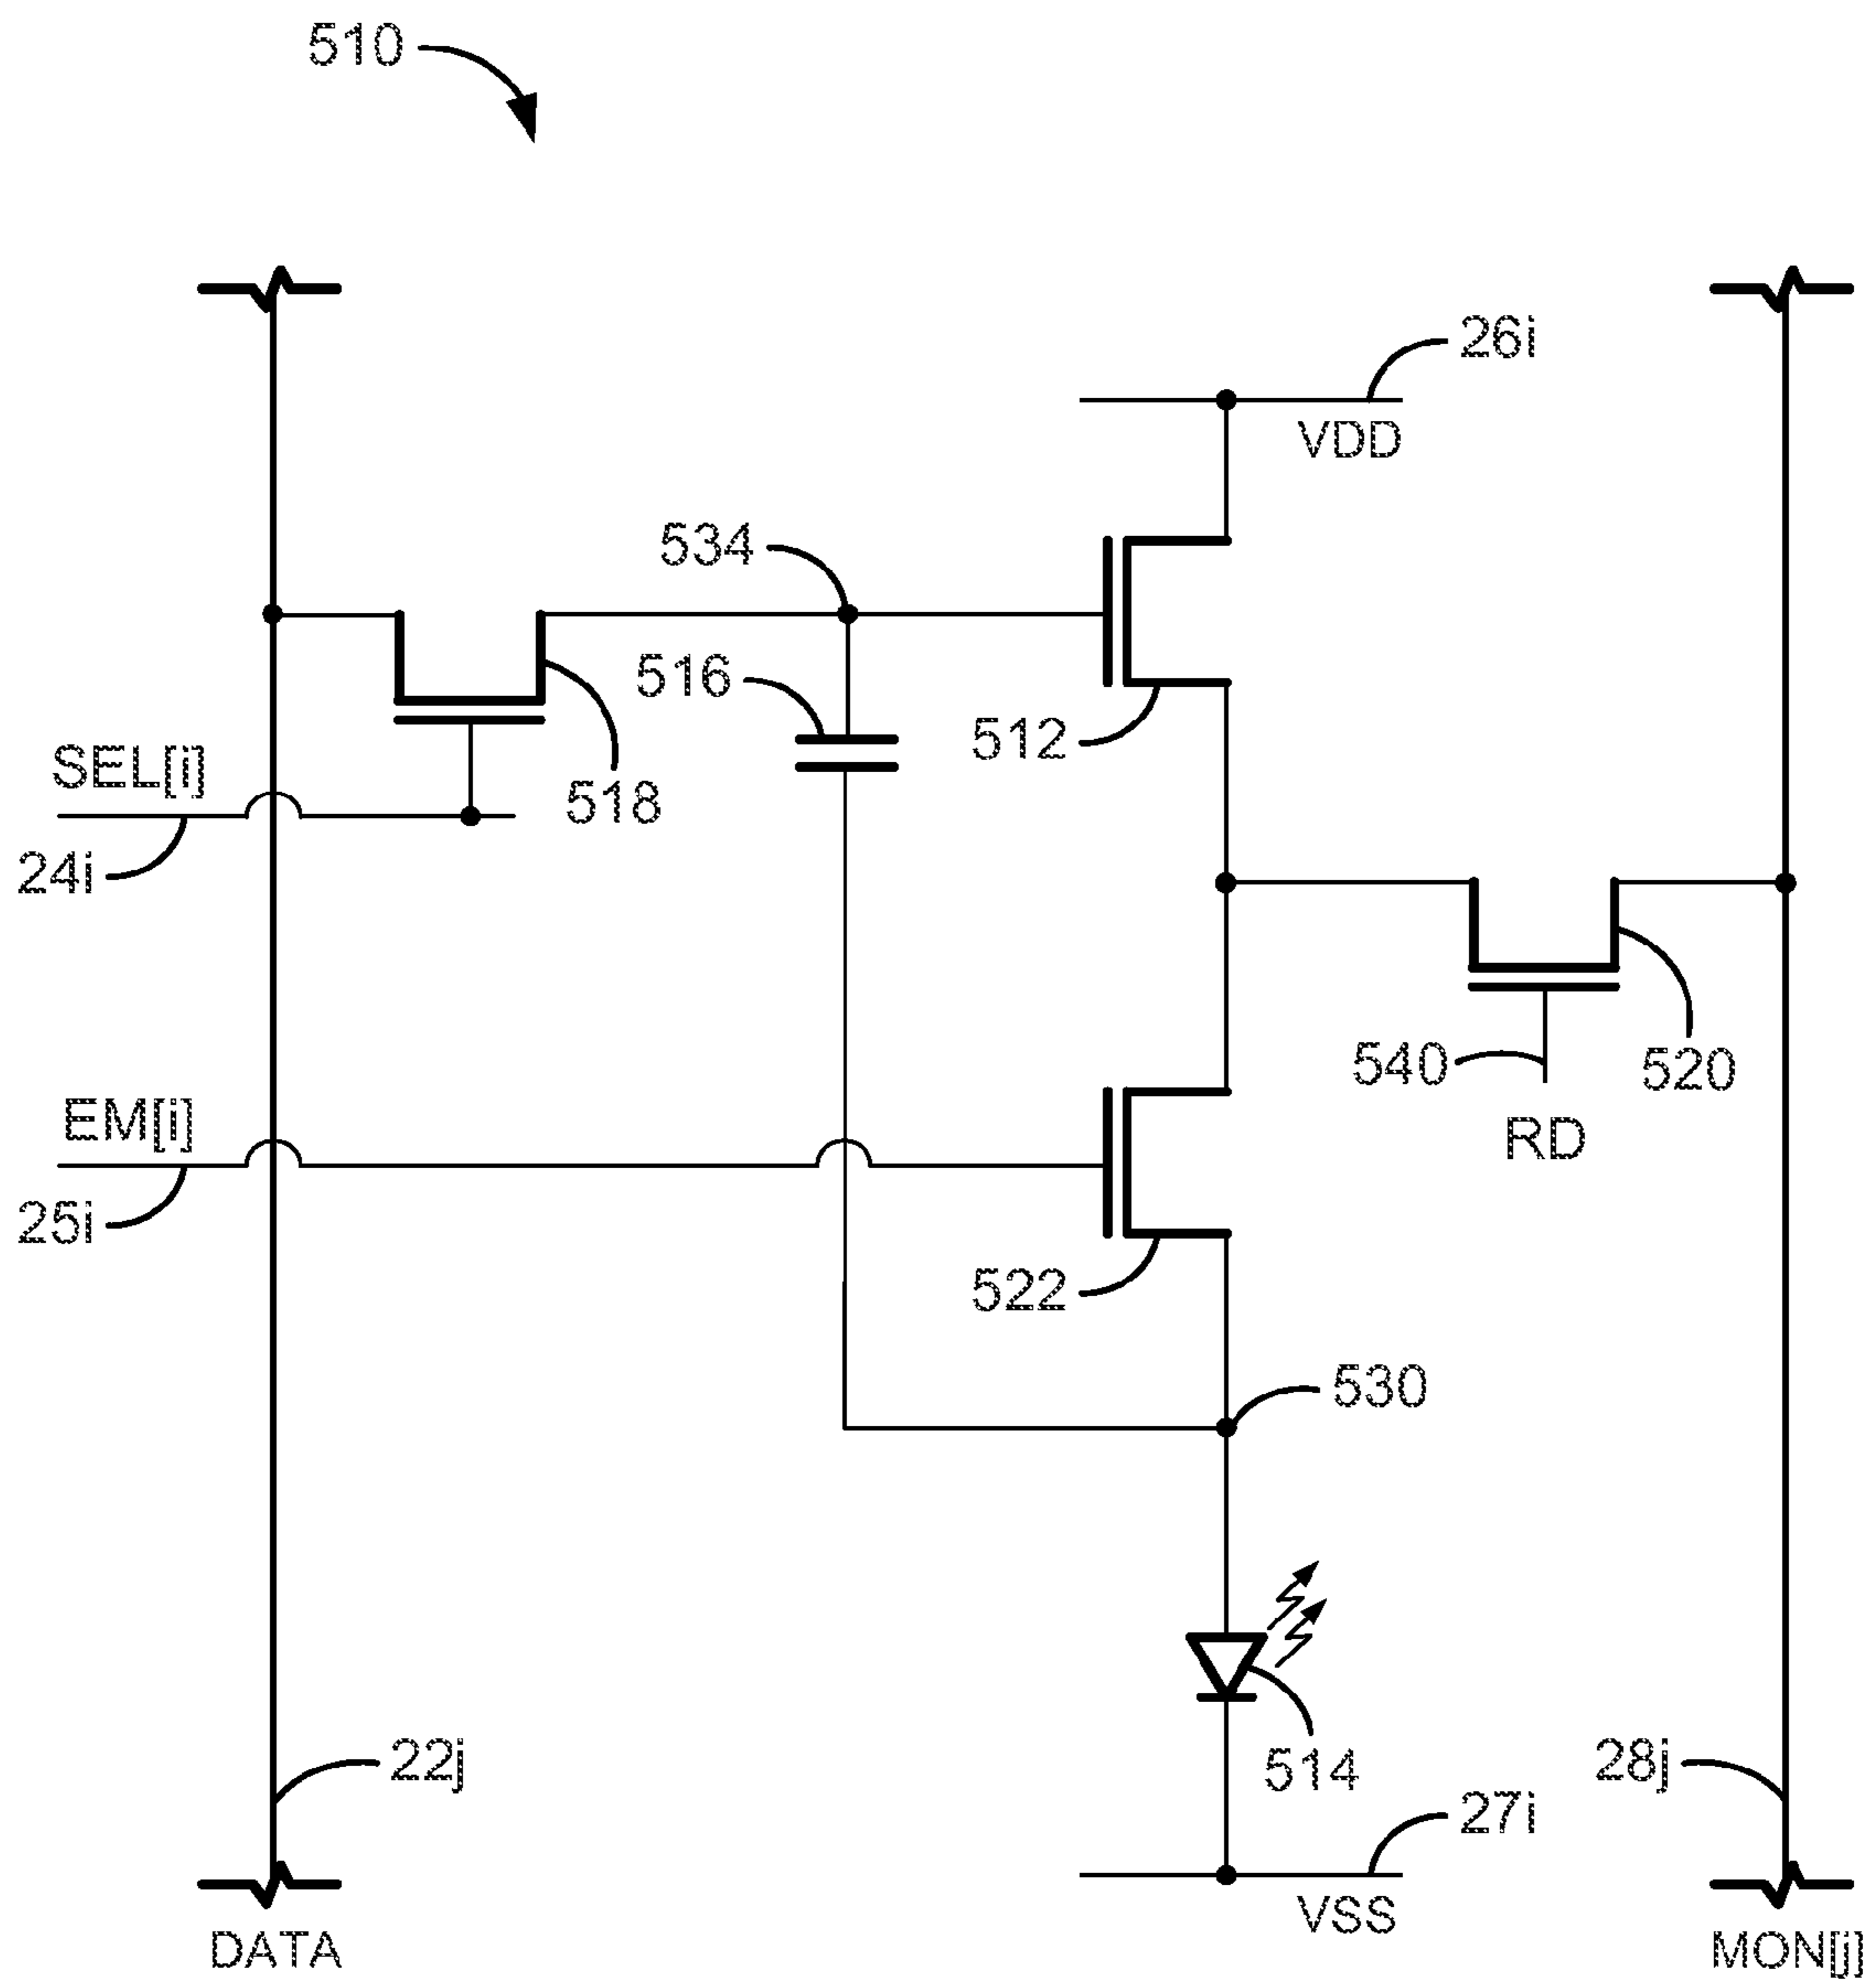 510
26i
VDD
534
516
512
SEL[i]
518
24i
540
520
EM[i]
RD
25i
522
530
22j
514
28j
27i
VSS
DATA
MON[j]